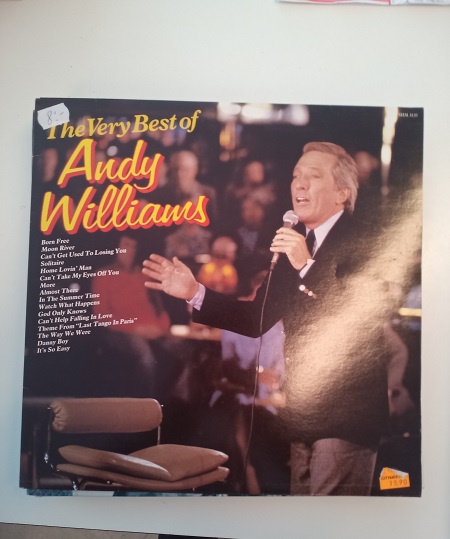 8:-
The Very Best of
Andy
Williams
Born Free
Moon River
Can't Get Used To Losing You
Solitaire
Home Lovin' Man
Can't Take My Eyes Off You
More
Almost There
In The Summer Time
Watch What Happens
God Only Knows
Can't Help Falling In Love
Theme From "Last Tango In Paris"
The Way We Were
Danny Boy
It's So Easy